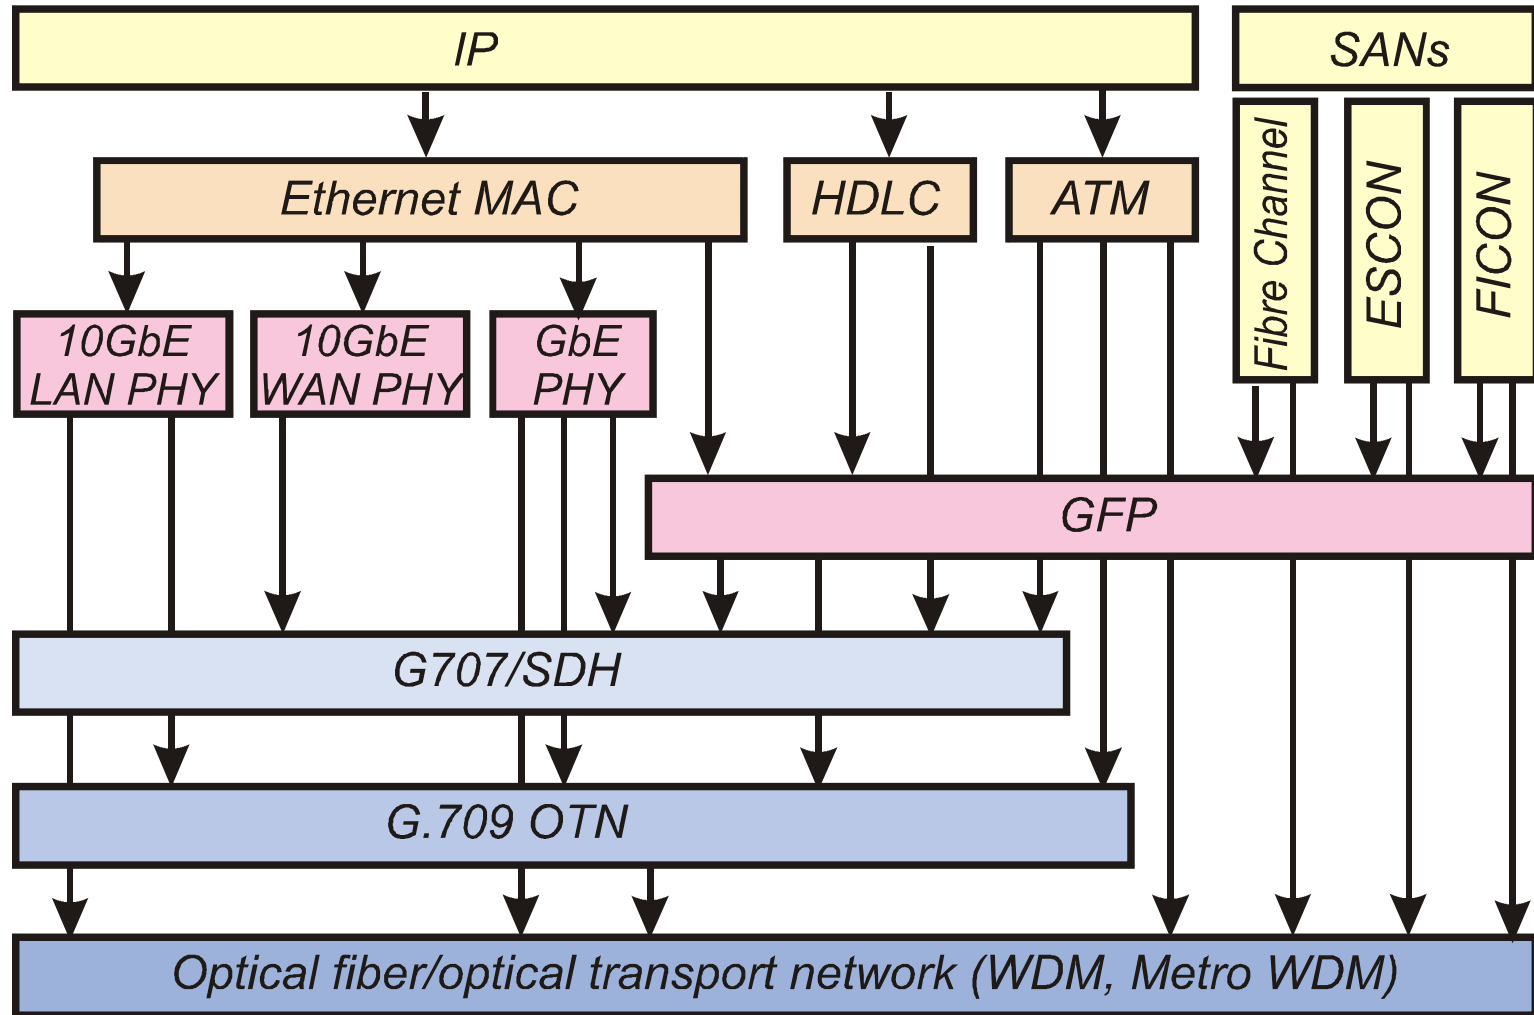 IP
SANs
Ethernet MAC
HDLC
ATM
Fibre Channel
ESCON
FICON
10GbE
LAN PHY
10GbE
WAN PHY
GbE
PHY
GFP
G707/SDH
G.709 OTN
Optical fiber/optical transport network (WDM, Metro WDM)